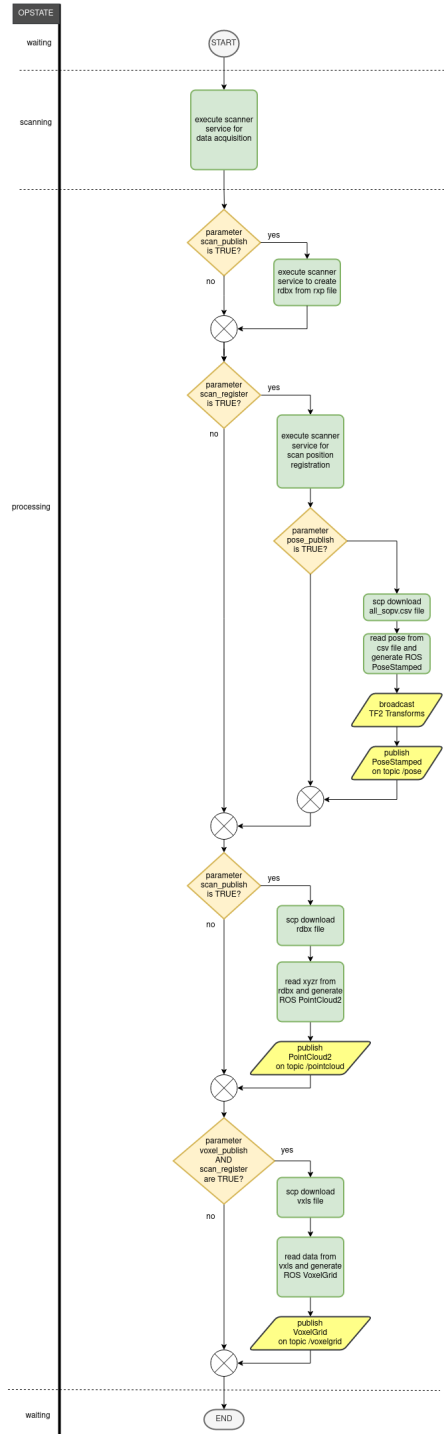 OPSTATE
waiting
START
scanning
execute scanner
service for
data acquisition
parameter
scan_publish
is TRUE?
yes
no
execute scanner
service to create
rdbx from rxp file
parameter
scan_register
is TRUE?
yes
no
execute scanner
service for
scan position
registration
processing
parameter
pose_publish
is TRUE?
scp download
all_sopv.csv file
read pose from
csv file and
generate ROS
PoseStamped
broadcast
TF2 Transforms
publish
PoseStamped
on topic /pose
parameter
scan_publish
is TRUE?
yes
no
scp download
rdbx file
read xyzr from
rdbx and generate
ROS PointCloud2
publish
PointCloud2
on topic /pointcloud
parameter
voxel_publish
AND
scan_register
are TRUE?
yes
no
scp download
vxls file
read data from
vxls and generate
ROS VoxelGrid
publish
VoxelGrid
on topic /voxelgrid
waiting
END